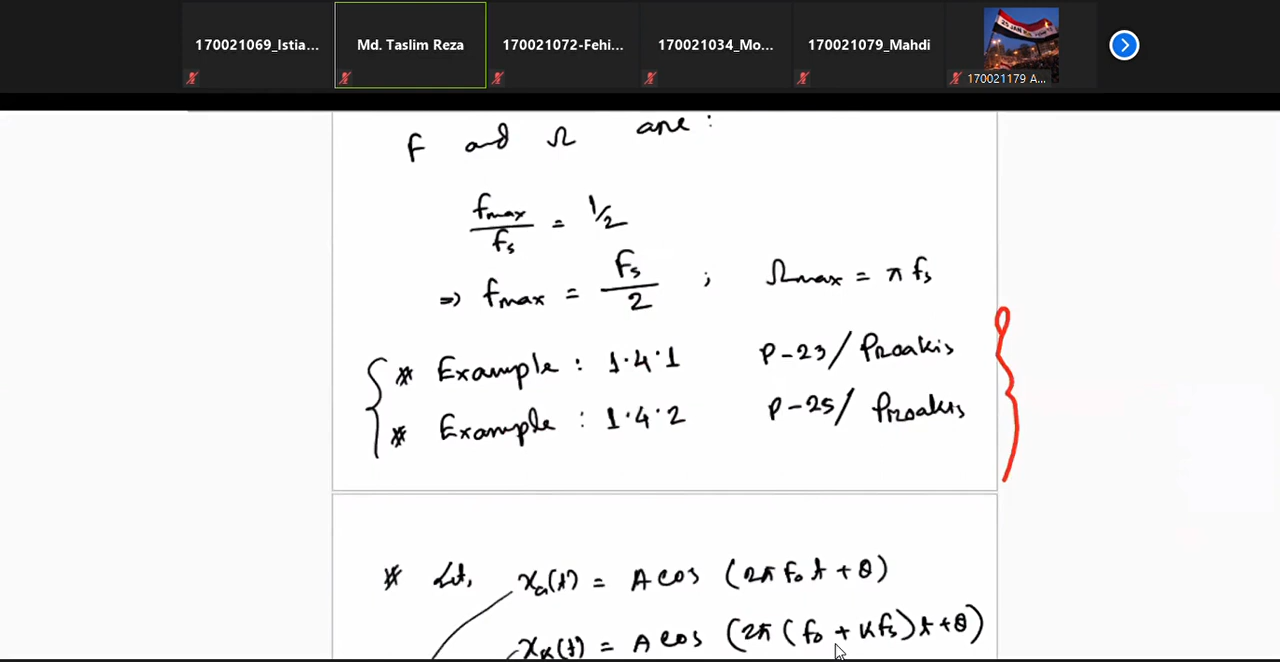 170021069_Istia... Md. Taslim Reza 170021072-Fehi... 170021034_Mo... 170021079_Mahdi 170021179 A...
F and Ω are :
fmax/fs = 1/2
=> fmax = Fs/2 ; Ωmax = π fs
* Example : 1.4.1 P-23/ Proakis
* Example : 1.4.2 P-25/ Proakis
* Let, xa(t) = A cos (2π fo t + θ)
xk(t) = A cos (2π (fo + kfs) t + θ)